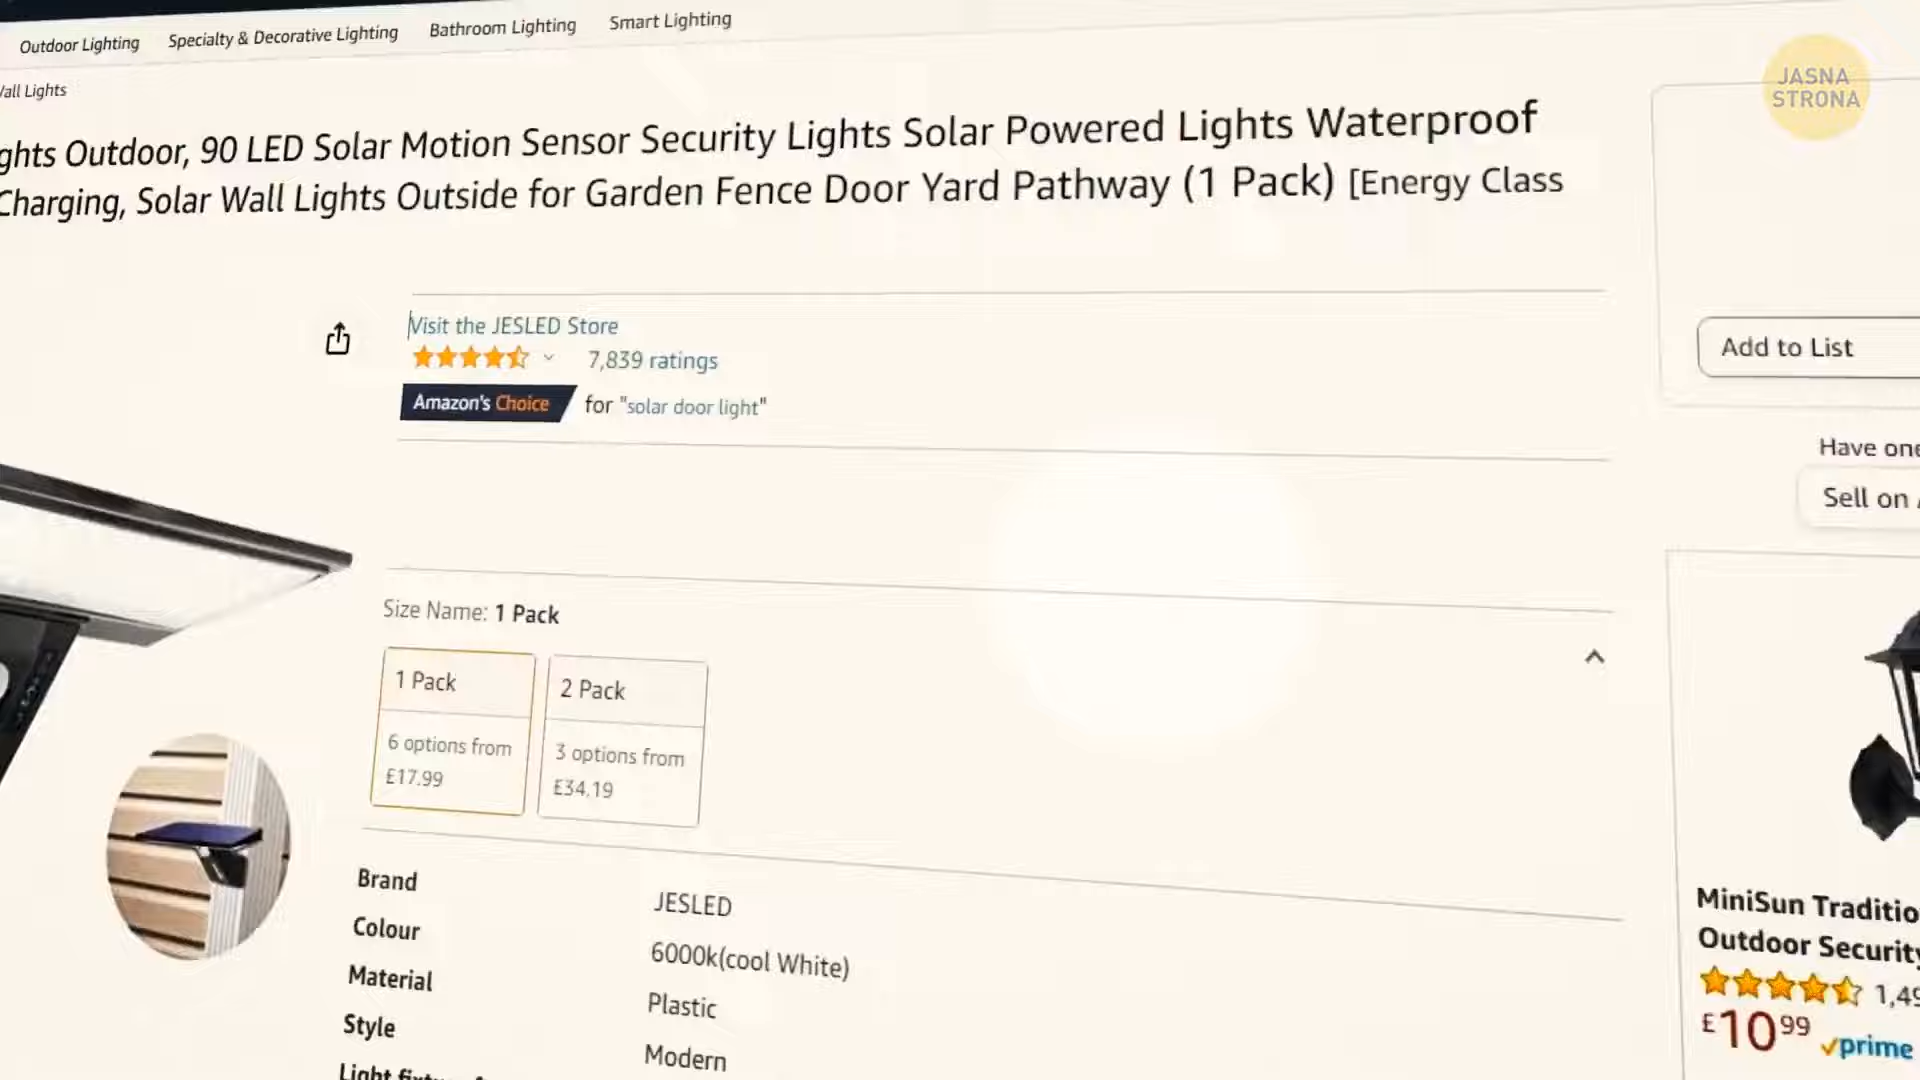 Outdoor Lighting Specialty & Decorative Lighting Bathroom Lighting Smart Lighting
JASNA
STRONA
Wall Lights
ghts Outdoor, 90 LED Solar Motion Sensor Security Lights Solar Powered Lights Waterproof
Charging, Solar Wall Lights Outside for Garden Fence Door Yard Pathway (1 Pack) [Energy Class
Visit the JESLED Store
7,839 ratings
Amazon's Choice for "solar door light"
Add to List
Have one
Sell on
Size Name: 1 Pack
1 Pack
6 options from
£17.99
2 Pack
3 options from
£34.19
Brand JESLED
Colour 6000k(cool White)
Material Plastic
Style Modern
Light
MiniSun Traditio
Outdoor Security
1,49
£10 99 prime